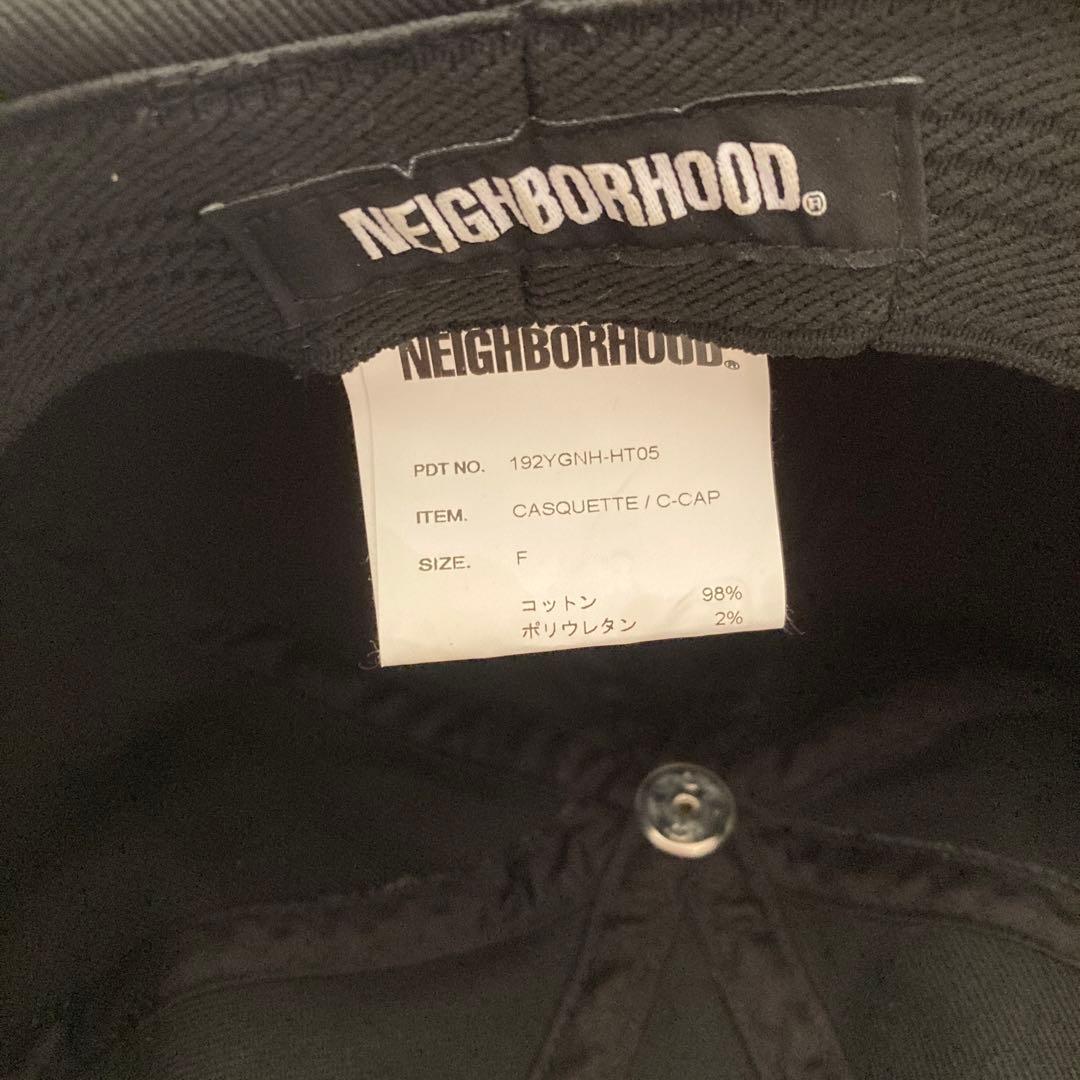 NEIGHBORHOOD®
NEIGHBORHOOD®
PDT NO. 192YGNH-HT05
ITEM. CASQUETTE / C-CAP
SIZE. F
コットン 98%
ポリウレタン 2%